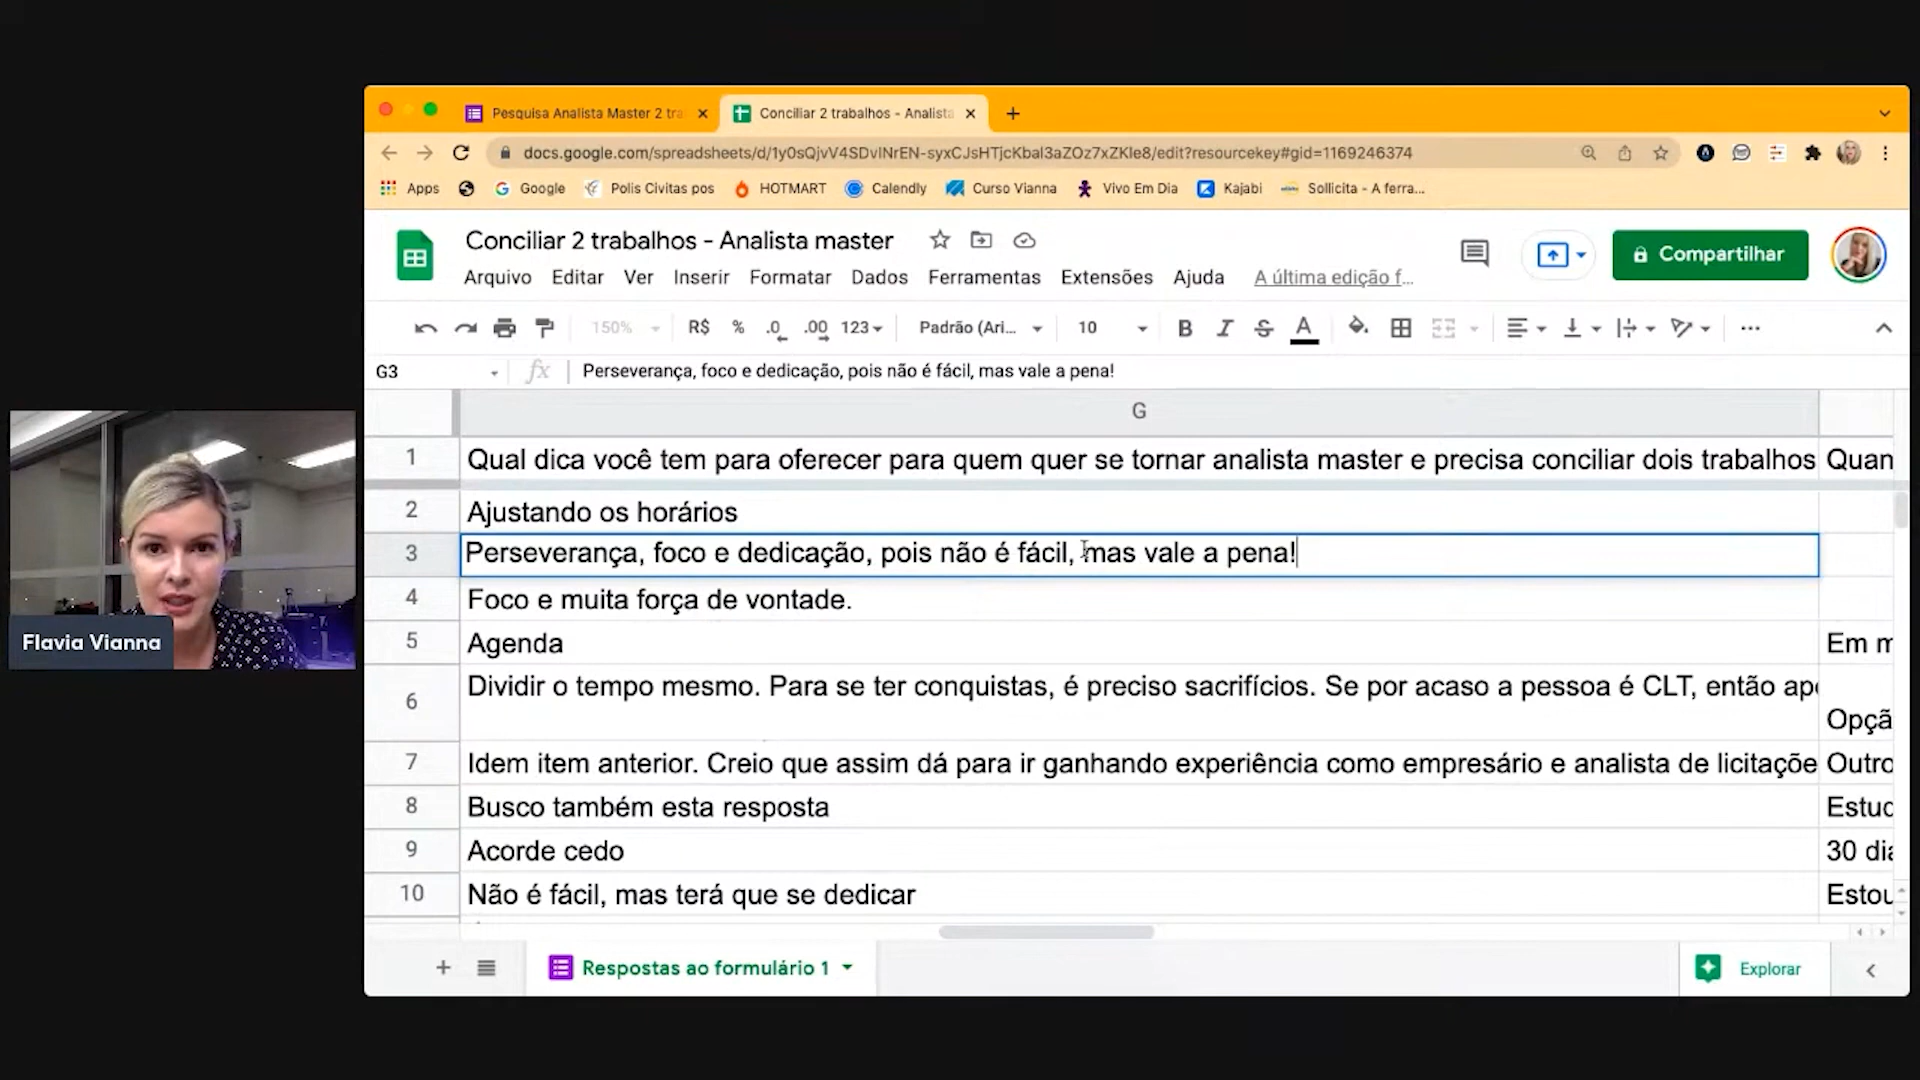 Pesquisa Analista Master 2 tra
Conciliar 2 trabalhos - Analista
docs.google.com/spreadsheets/d/1y0sQjvV4SDvINrEN-syxCJsHTjcKbal3aZOz7xZKle8/edit?resourcekey#gid=1169246374
Apps Google Polis Civitas pos HOTMART Calendly Curso Vianna Vivo Em Dia Kajabi Sollicita - A ferra...
Conciliar 2 trabalhos - Analista master
Compartilhar
Arquivo Editar Ver Inserir Formatar Dados Ferramentas Extensões Ajuda A última edição f...
150% R$ % .0 .00 123 Padrão (Ari... 10 B I S A
G3 fx Perseverança, foco e dedicação, pois não é fácil, mas vale a pena!
G
1 Qual dica você tem para oferecer para quem quer se tornar analista master e precisa conciliar dois trabalhos Quan
2 Ajustando os horários
3 Perseverança, foco e dedicação, pois não é fácil, mas vale a pena!
4 Foco e muita força de vontade.
5 Agenda Em m
6 Dividir o tempo mesmo. Para se ter conquistas, é preciso sacrifícios. Se por acaso a pessoa é CLT, então apo
Opçã
7 Idem item anterior. Creio que assim dá para ir ganhando experiência como empresário e analista de licitaçõe Outro
8 Busco também esta resposta Estud
9 Acorde cedo 30 dia
10 Não é fácil, mas terá que se dedicar Estou
Respostas ao formulário 1
Explorar
Flavia Vianna